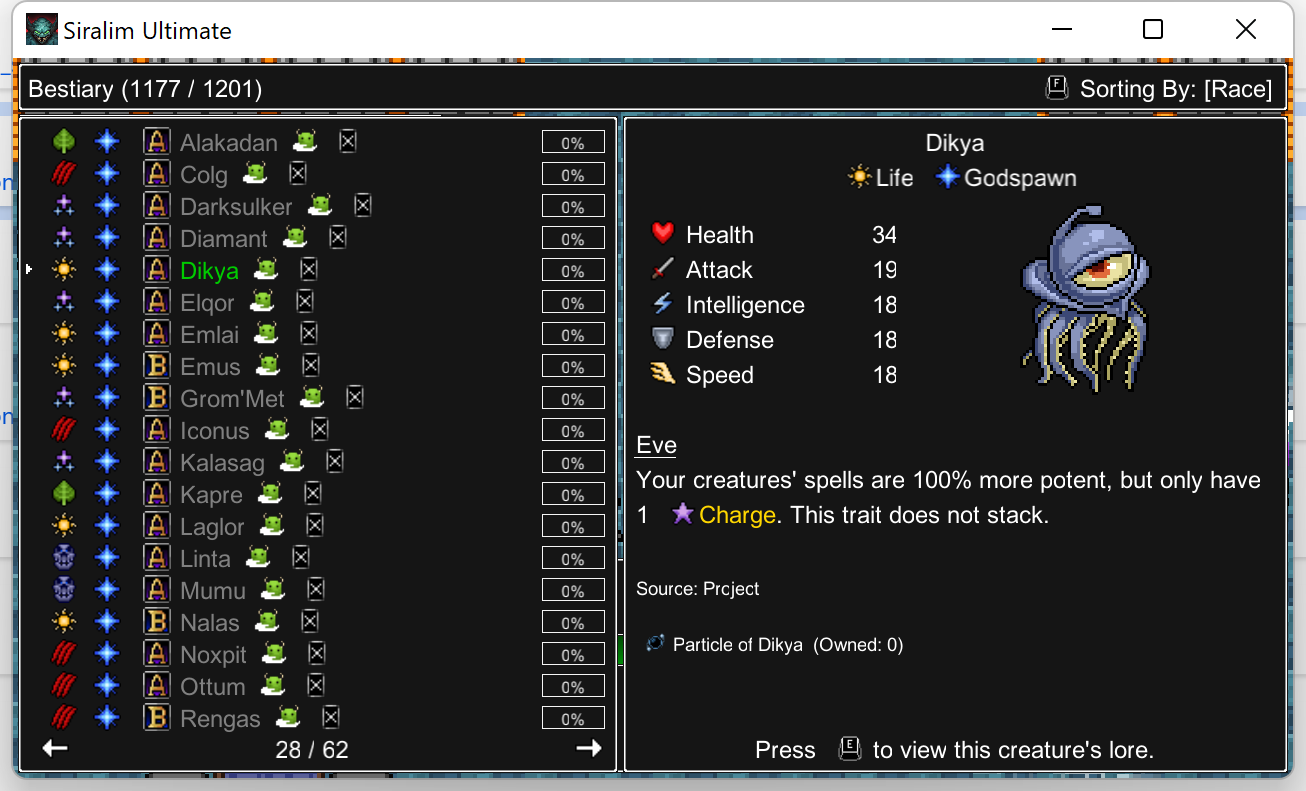 Siralim Ultimate
Bestiary (1177 / 1201)
F Sorting By: [Race]
A Alakadan 0%
A Colg 0%
A Darksulker 0%
A Diamant 0%
A Dikya 0%
A Elqor 0%
A Emlai 0%
B Emus 0%
B Grom'Met 0%
A Iconus 0%
A Kalasag 0%
A Kapre 0%
A Laglor 0%
A Linta 0%
A Mumu 0%
B Nalas 0%
A Noxpit 0%
A Ottum 0%
B Rengas 0%
28 / 62
Dikya
Life Godspawn
Health 34
Attack 19
Intelligence 18
Defense 18
Speed 18
Eve
Your creatures' spells are 100% more potent, but only have
1 Charge. This trait does not stack.
Source: Project
Particle of Dikya (Owned: 0)
Press E to view this creature's lore.